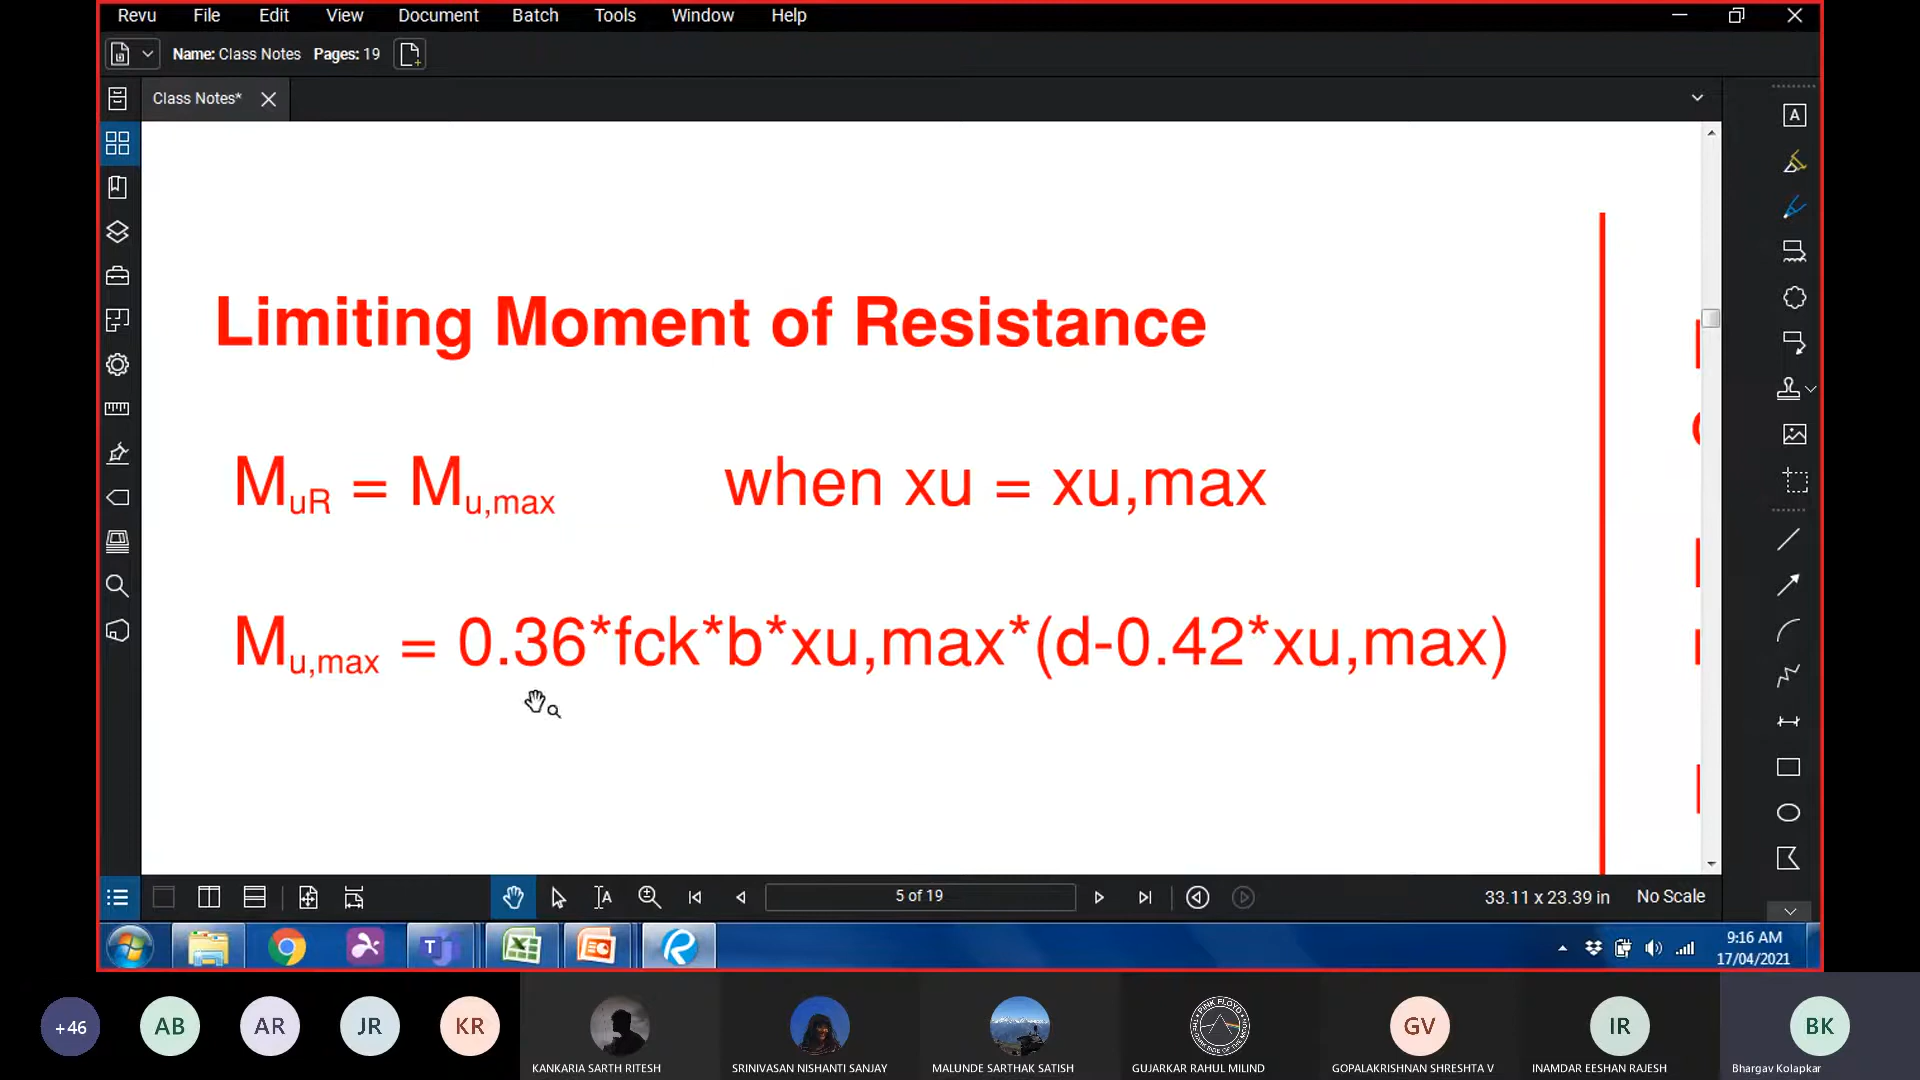 Revu File Edit View Document Batch Tools Window Help
Name: Class Notes Pages: 19
Class Notes*
Limiting Moment of Resistance
MuR = Mu,max when xu = xu,max
Mu,max = 0.36*fck*b*xu,max*(d-0.42*xu,max)
5 of 19
33.11 x 23.39 in No Scale
9:16 AM
17/04/2021
+46 AB AR JR KR GV IR BK
KANKARIA SARTH RITESH SRINIVASAN NISHANTI SANJAY MALUNDE SARTHAK SATISH GUJARKAR RAHUL MILIND GOPALAKRISHNAN SHRESHTA V INAMDAR EESHAN RAJESH Bhargav Kolapkar